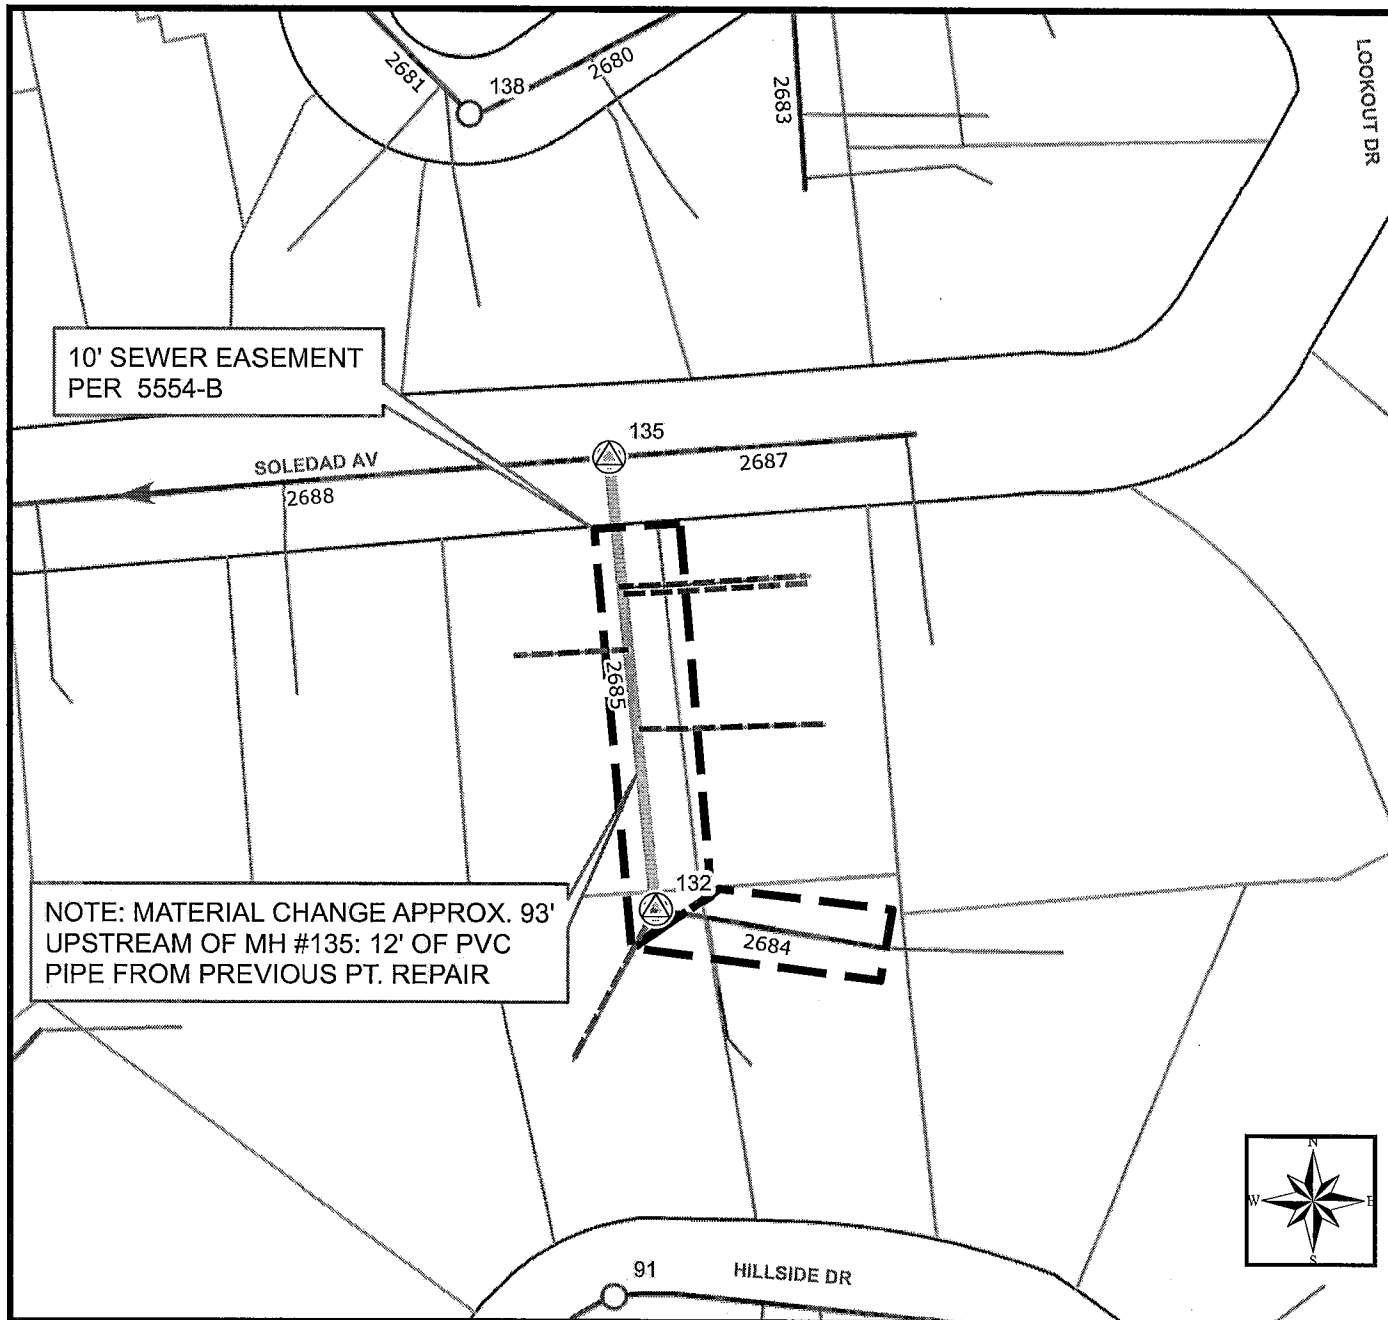 2681
138
2680
2683
LOOKOUT DR
10' SEWER EASEMENT
PER 5554-B
135
SOLEDAD AV
2687
2688
2685
132
NOTE: MATERIAL CHANGE APPROX. 93'
UPSTREAM OF MH #135: 12' OF PVC
PIPE FROM PREVIOUS PT. REPAIR
2684
N
W
E
S
91
HILLSIDE DR